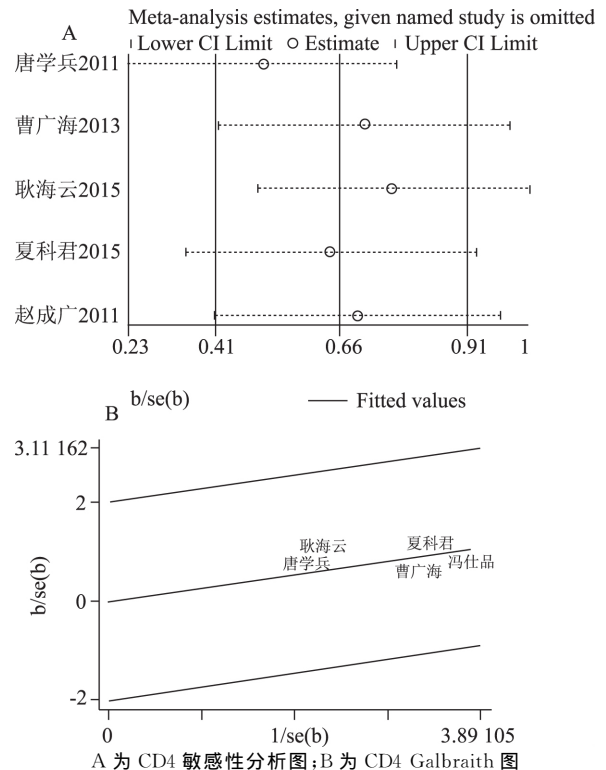 Meta-analysis estimates, given named study is omitted
A
Lower CI Limit Estimate Upper CI Limit
唐学兵2011
曹广海2013
耿海云2015
夏科君2015
赵成广2011
0.23 0.41 0.66 0.91 1
B b/se(b) Fitted values
3.11 162
2
耿海云 夏科君
唐学兵 曹广海 冯仕品
b/se(b)
0
-2
0 1/se(b) 3.89 105
A 为 CD4 敏感性分析图;B 为 CD4 Galbraith 图